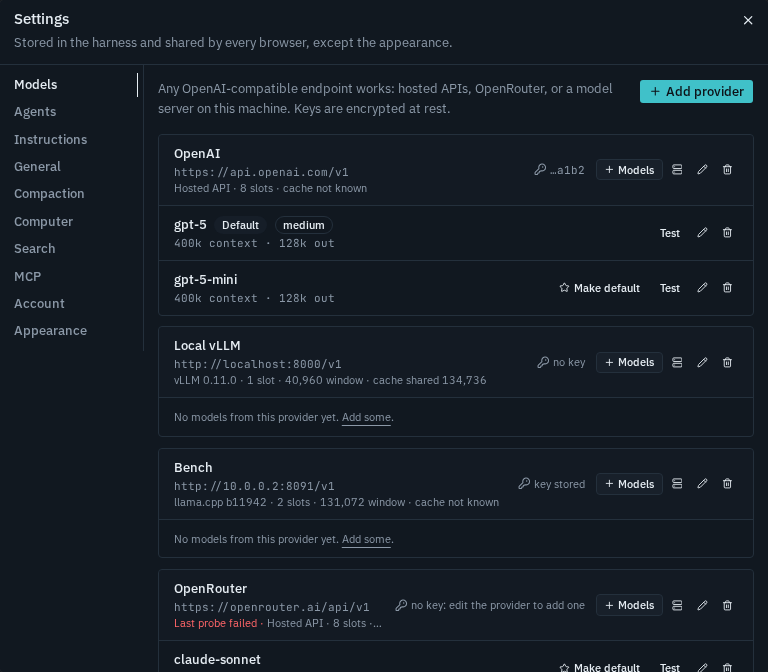 Settings
Stored in the harness and shared by every browser, except the appearance.
Models
Agents
Instructions
General
Compaction
Computer
Search
MCP
Account
Appearance
Any OpenAI-compatible endpoint works: hosted APIs, OpenRouter, or a model
server on this machine. Keys are encrypted at rest.
+ Add provider
OpenAI
https://api.openai.com/v1
Hosted API · 8 slots · cache not known
…a1b2
+ Models
gpt-5 Default medium
400k context · 128k out
Test
gpt-5-mini
400k context · 128k out
Make default Test
Local vLLM
http://localhost:8000/v1
vLLM 0.11.0 · 1 slot · 40,960 window · cache shared 134,736
no key
+ Models
No models from this provider yet. Add some.
Bench
http://10.0.0.2:8091/v1
llama.cpp b11942 · 2 slots · 131,072 window · cache not known
key stored
+ Models
No models from this provider yet. Add some.
OpenRouter
https://openrouter.ai/api/v1
Last probe failed · Hosted API · 8 slots ·...
no key: edit the provider to add one
+ Models
claude-sonnet
Make default Test